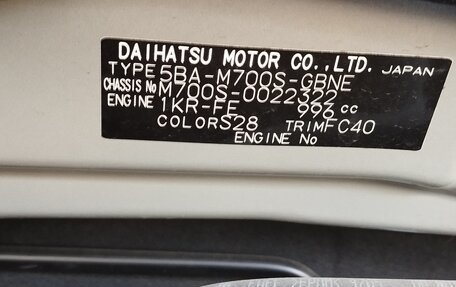 DAIHATSU MOTOR CO.,LTD. JAPAN
TYPE 5BA-M700S-GBNE
CHASSIS No M700S-0022322
ENGINE 1KR-FE 996 cc
COLOR S28 TRIM FC40
ENGINE No